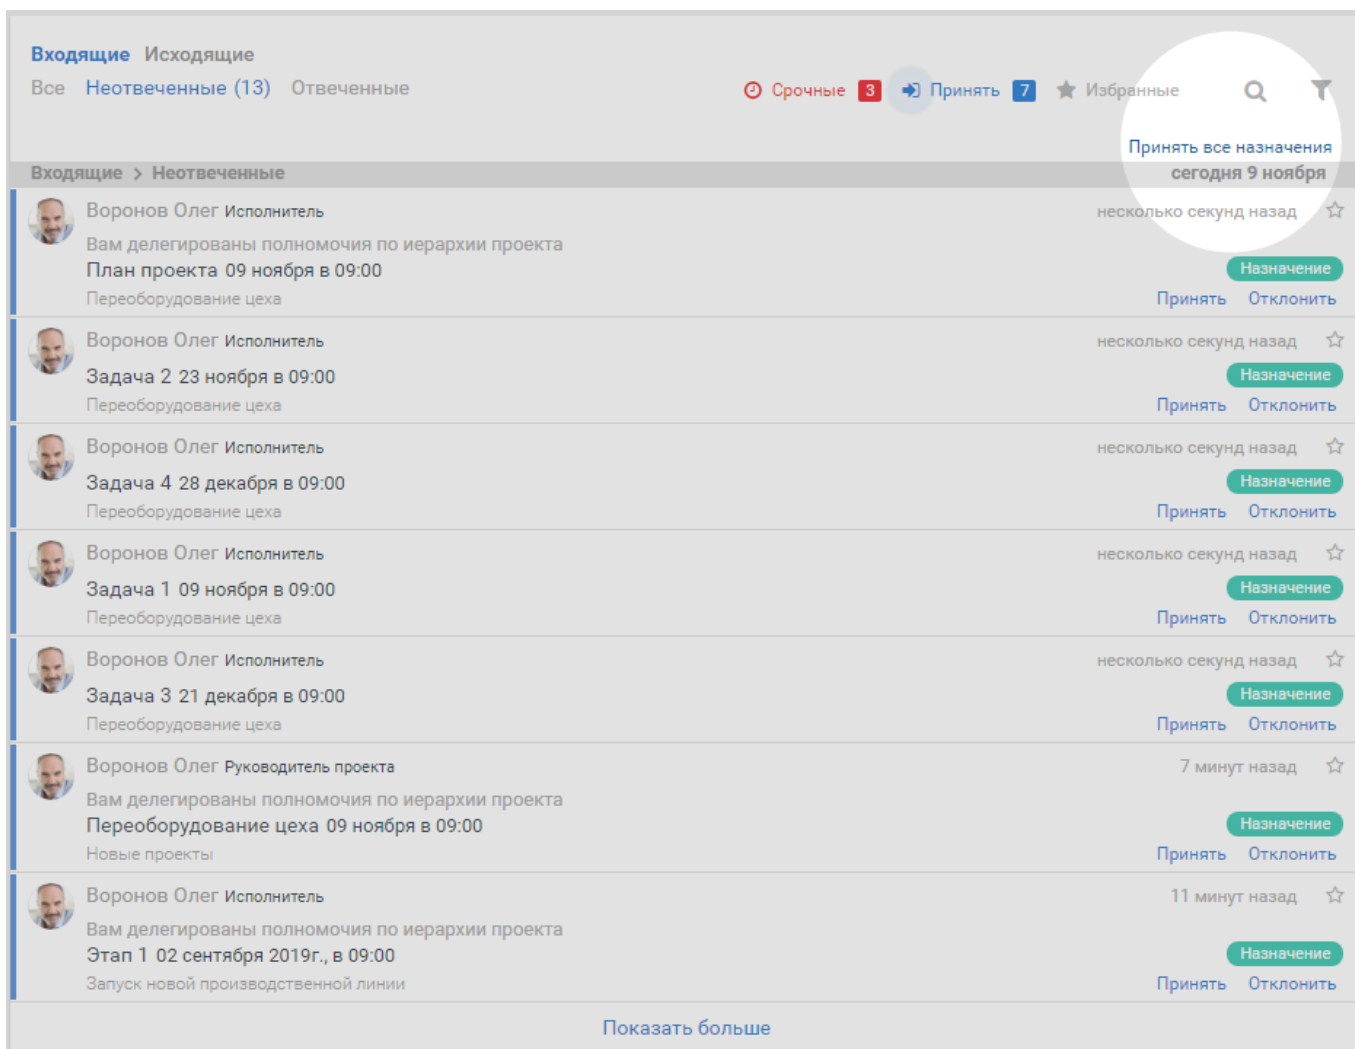 Входящие Исходящие
Все Неотвеченные (13) Отвеченные Срочные 3 Принять 7 Избранные
Принять все назначения
Входящие > Неотвеченные сегодня 9 ноября
Воронов Олег Исполнитель несколько секунд назад
Вам делегированы полномочия по иерархии проекта
План проекта 09 ноября в 09:00 Назначение
Переоборудование цеха Принять Отклонить
Воронов Олег Исполнитель несколько секунд назад
Задача 2 23 ноября в 09:00 Назначение
Переоборудование цеха Принять Отклонить
Воронов Олег Исполнитель несколько секунд назад
Задача 4 28 декабря в 09:00 Назначение
Переоборудование цеха Принять Отклонить
Воронов Олег Исполнитель несколько секунд назад
Задача 1 09 ноября в 09:00 Назначение
Переоборудование цеха Принять Отклонить
Воронов Олег Исполнитель несколько секунд назад
Задача 3 21 декабря в 09:00 Назначение
Переоборудование цеха Принять Отклонить
Воронов Олег Руководитель проекта 7 минут назад
Вам делегированы полномочия по иерархии проекта
Переоборудование цеха 09 ноября в 09:00 Назначение
Новые проекты Принять Отклонить
Воронов Олег Исполнитель 11 минут назад
Вам делегированы полномочия по иерархии проекта
Этап 1 02 сентября 2019г., в 09:00 Назначение
Запуск новой производственной линии Принять Отклонить
Показать больше